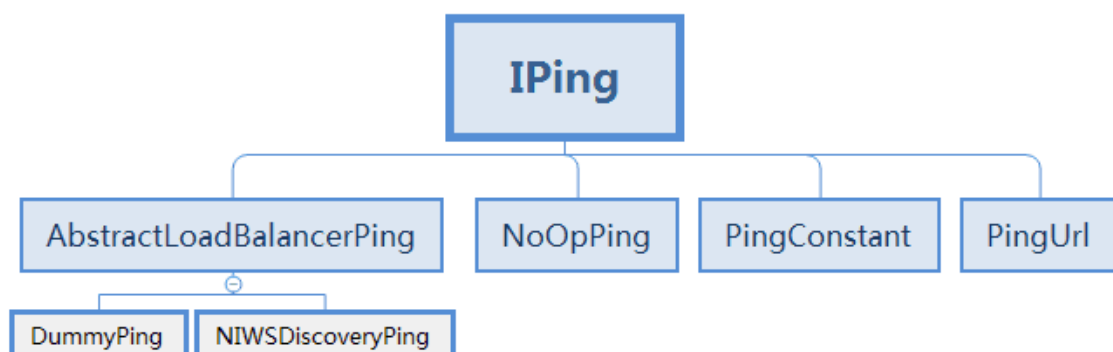 IPing
AbstractLoadBalancerPing
NoOpPing
PingConstant
PingUrl
DummyPing
NIWSDiscoveryPing